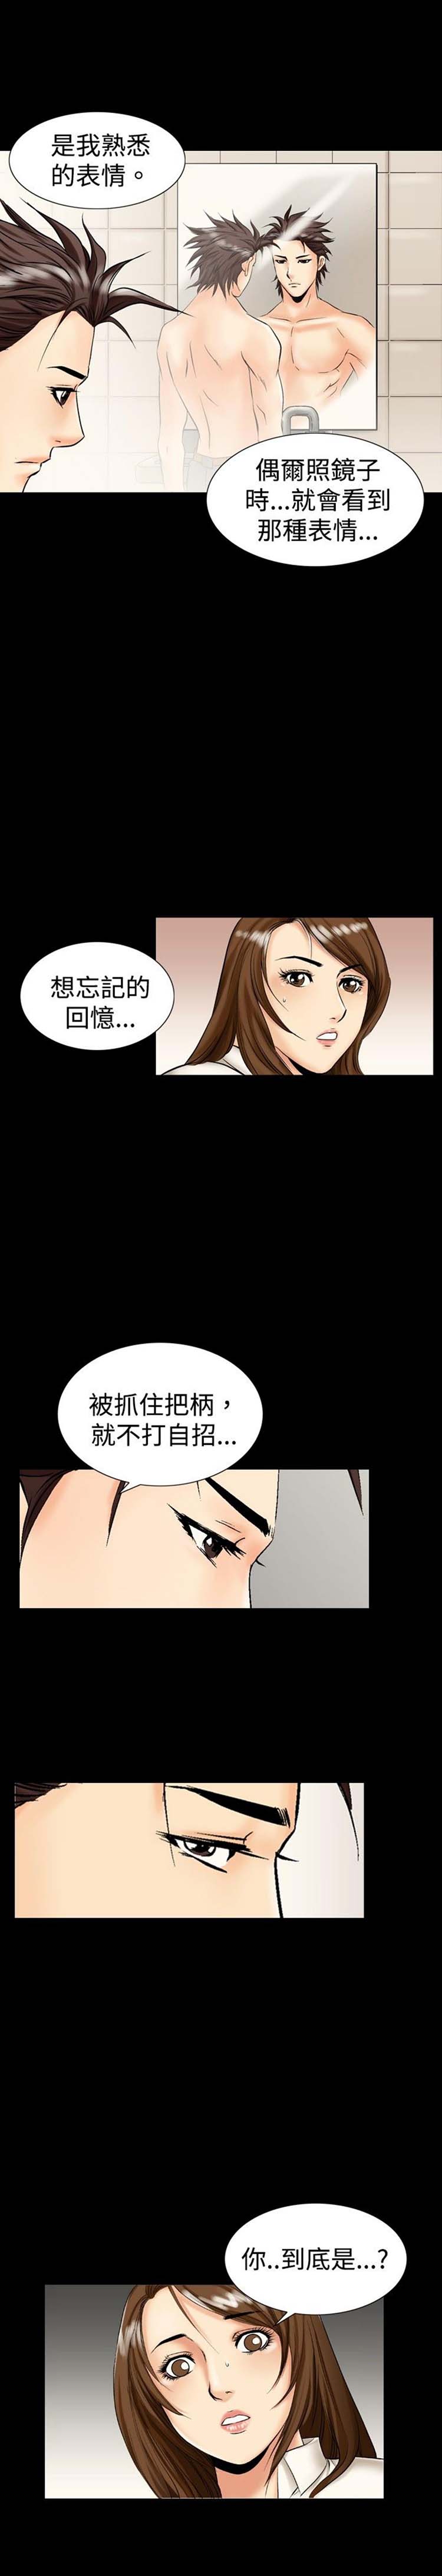 是我熟悉
的表情。
偶爾照鏡子
時...就會看到
那種表情...
想忘記的
回憶...
被抓住把柄，
就不打自招...
你..到底是...?